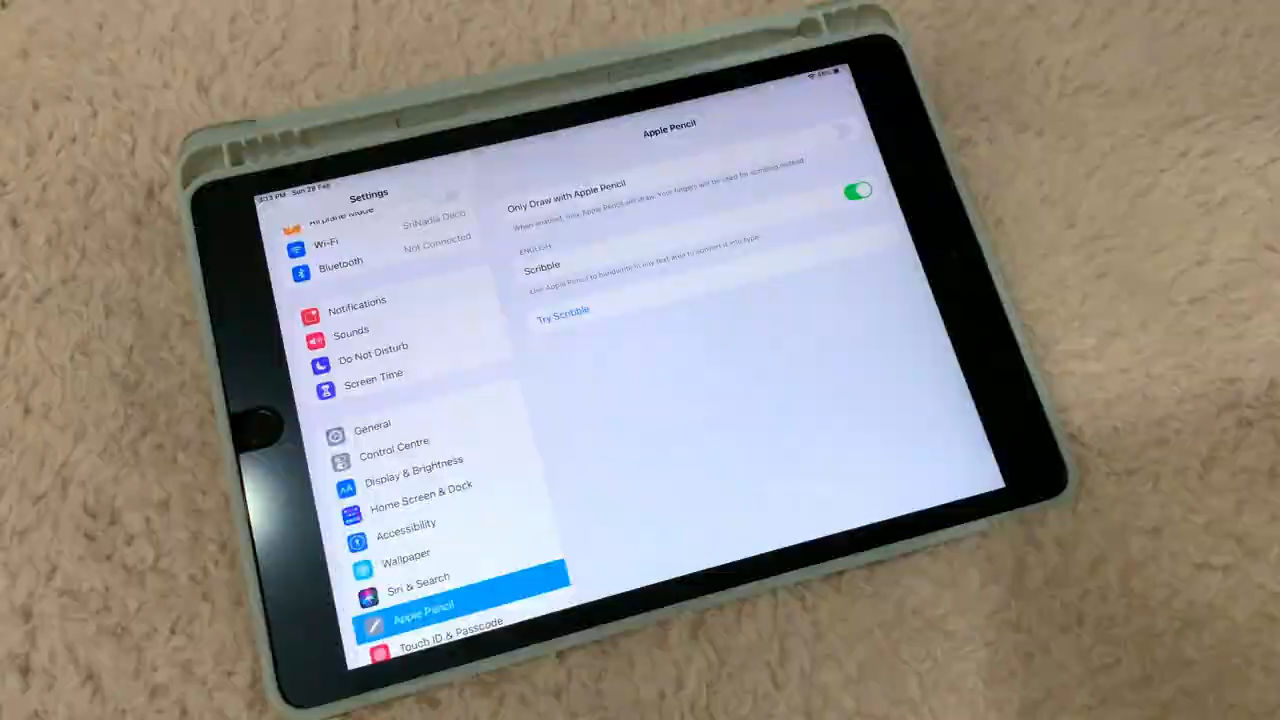 3:13 PM Sun 28 Feb
Settings
Airplane Mode
Wi-Fi SriNadia Deco
Bluetooth Not Connected
Notifications
Sounds
Do Not Disturb
Screen Time
General
Control Centre
Display & Brightness
Home Screen & Dock
Accessibility
Wallpaper
Siri & Search
Apple Pencil
Touch ID & Passcode
Apple Pencil
Only Draw with Apple Pencil
When enabled, only Apple Pencil will draw. Your fingers will be used for scrolling instead.
ENGLISH
Scribble
Use Apple Pencil to handwrite in any text area to convert it into type.
Try Scribble